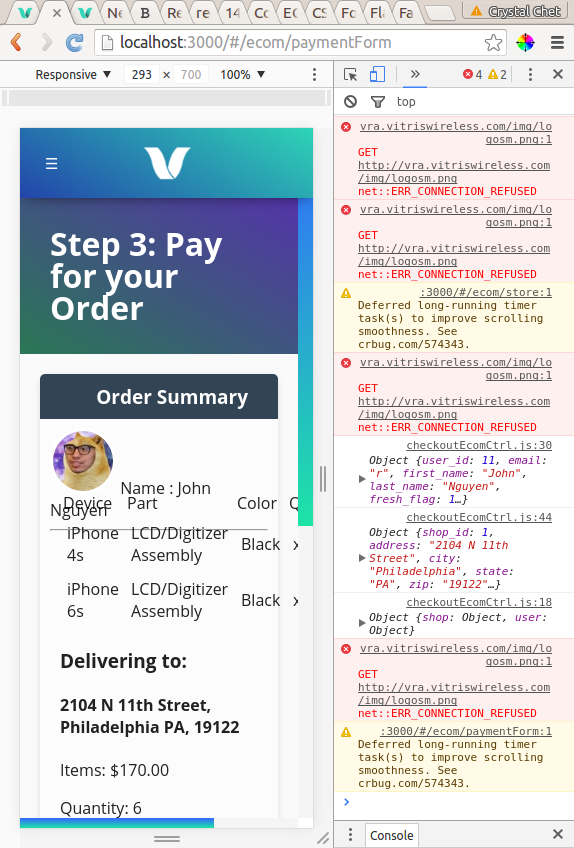 Ne
B
Re
re
14
Co
EC
CS
Fo
Fl
Fa
Crystal Chet
localhost:3000/#/ecom/paymentForm
Responsive ▼ 293 × 700 100% ▼
» 4 2
top
Step 3: Pay
for your
Order
Order Summary
Name : John
Nguyen
Device Part Color Q
iPhone 4s LCD/Digitizer Assembly Black x
iPhone 6s LCD/Digitizer Assembly Black x
Delivering to:
2104 N 11th Street,
Philadelphia PA, 19122
Items: $170.00
Quantity: 6
vra.vitriswireless.com/img/lo
gosm.png:1
GET
http://vra.vitriswireless.com
/img/logosm.png
net::ERR_CONNECTION_REFUSED
vra.vitriswireless.com/img/lo
gosm.png:1
GET
http://vra.vitriswireless.com
/img/logosm.png
net::ERR_CONNECTION_REFUSED
:3000/#/ecom/store:1
Deferred long-running timer
task(s) to improve scrolling
smoothness. See
crbug.com/574343.
vra.vitriswireless.com/img/lo
gosm.png:1
GET
http://vra.vitriswireless.com
/img/logosm.png
net::ERR_CONNECTION_REFUSED
checkoutEcomCtrl.js:30
Object {user_id: 11, email:
"r", first_name: "John",
last_name: "Nguyen",
fresh_flag: 1…}
checkoutEcomCtrl.js:44
Object {shop_id: 1,
address: "2104 N 11th
Street", city:
"Philadelphia", state:
"PA", zip: "19122"…}
checkoutEcomCtrl.js:18
Object {shop: Object, user:
Object}
vra.vitriswireless.com/img/lo
gosm.png:1
GET
http://vra.vitriswireless.com
/img/logosm.png
net::ERR_CONNECTION_REFUSED
:3000/#/ecom/paymentForm:1
Deferred long-running timer
task(s) to improve scrolling
smoothness. See
crbug.com/574343.
Console